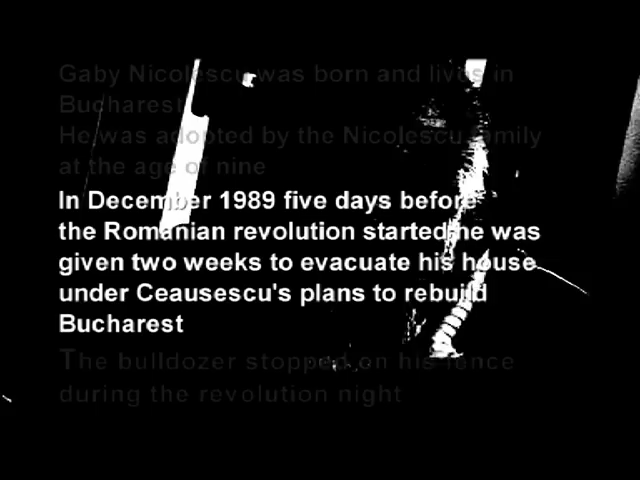 Gaby Nicolescu was born and lives in
Bucharest
He was adopted by the Nicolescu family
at the age of nine
In December 1989 five days before
the Romanian revolution started he was
given two weeks to evacuate his house
under Ceausescu's plans to rebuild
Bucharest
The bulldozer stopped on his fence
during the revolution night